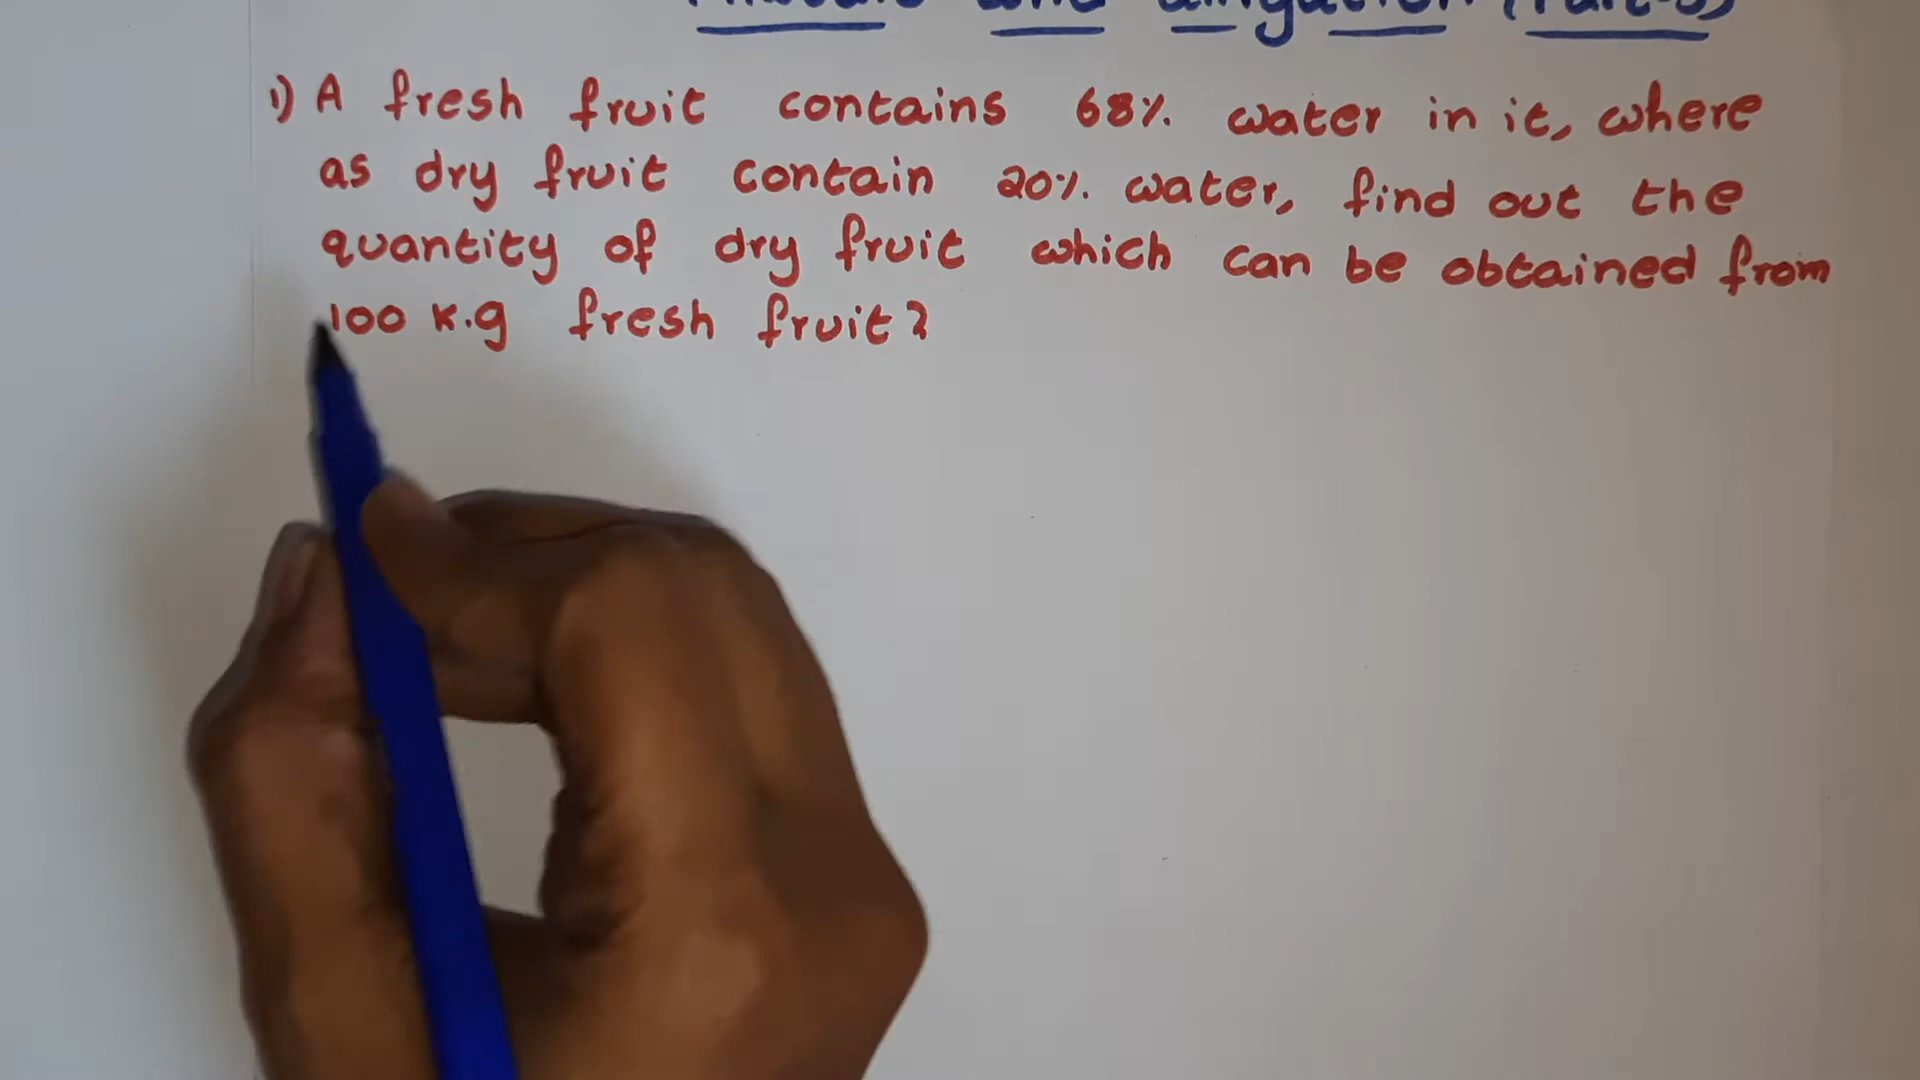 and
1) A fresh fruit contains 68% water in it, where
as dry fruit contain 20% water, find out the
quantity of dry fruit which can be obtained from
100 K.g fresh fruit?